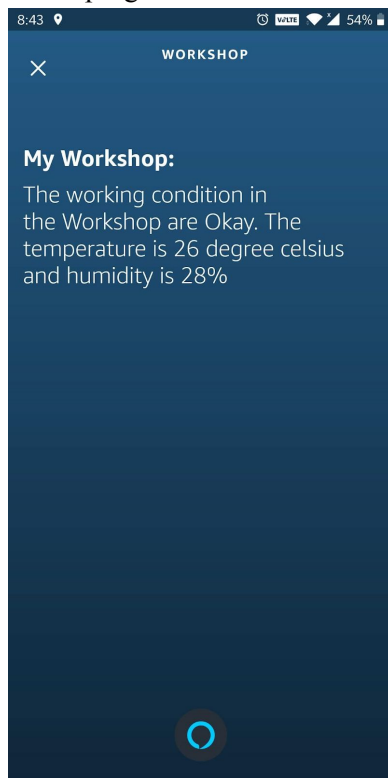 8:43 VoLTE 54%
WORKSHOP
My Workshop:
The working condition in
the Workshop are Okay. The
temperature is 26 degree celsius
and humidity is 28%